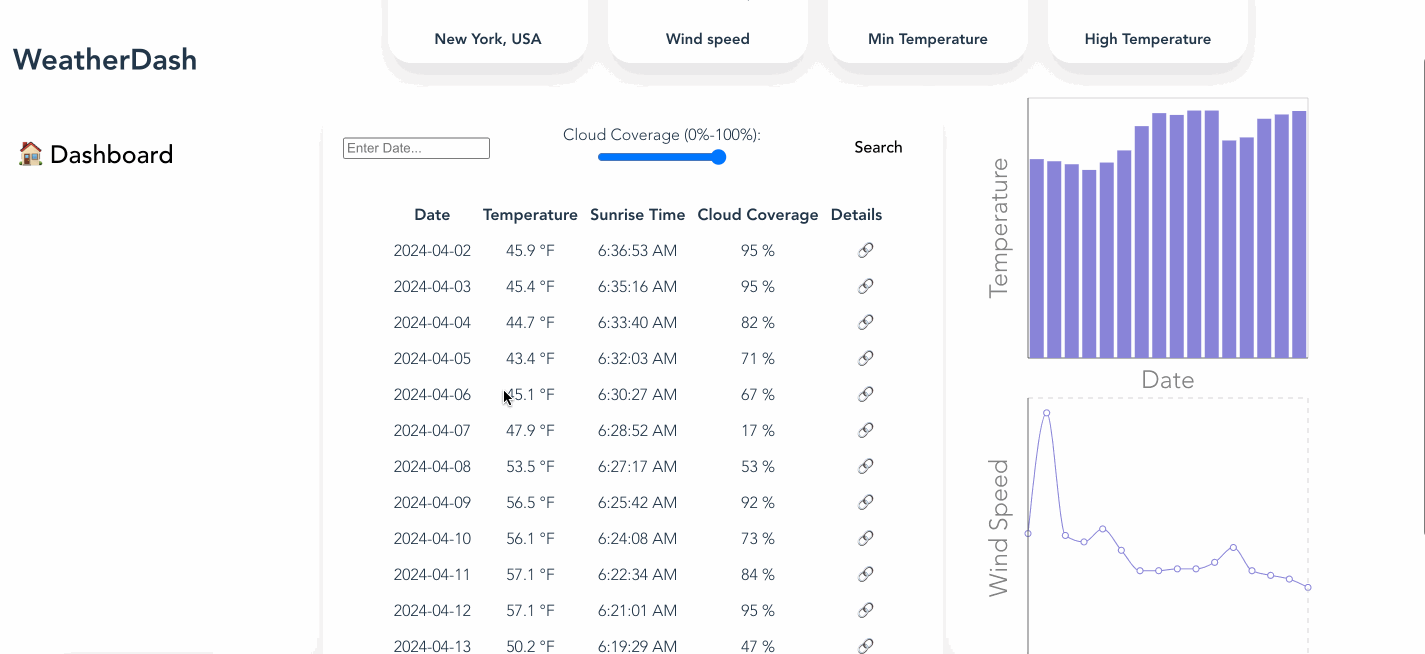 New York, USA
Wind speed
Min Temperature
High Temperature
WeatherDash
Dashboard
Enter Date...
Cloud Coverage (0%-100%):
Search
Date Temperature Sunrise Time Cloud Coverage Details
2024-04-02 45.9 °F 6:36:53 AM 95 %
2024-04-03 45.4 °F 6:35:16 AM 95 %
2024-04-04 44.7 °F 6:33:40 AM 82 %
2024-04-05 43.4 °F 6:32:03 AM 71 %
2024-04-06 45.1 °F 6:30:27 AM 67 %
2024-04-07 47.9 °F 6:28:52 AM 17 %
2024-04-08 53.5 °F 6:27:17 AM 53 %
2024-04-09 56.5 °F 6:25:42 AM 92 %
2024-04-10 56.1 °F 6:24:08 AM 73 %
2024-04-11 57.1 °F 6:22:34 AM 84 %
2024-04-12 57.1 °F 6:21:01 AM 95 %
2024-04-13 50.2 °F 6:19:29 AM 47 %
Temperature
Date
Wind Speed